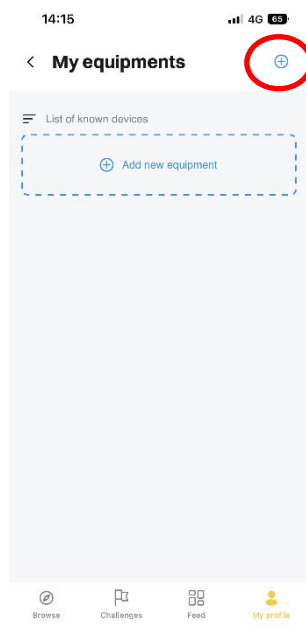 14:15 4G 65
My equipments
List of known devices
Add new equipment
Browse Challenges Feed My profile